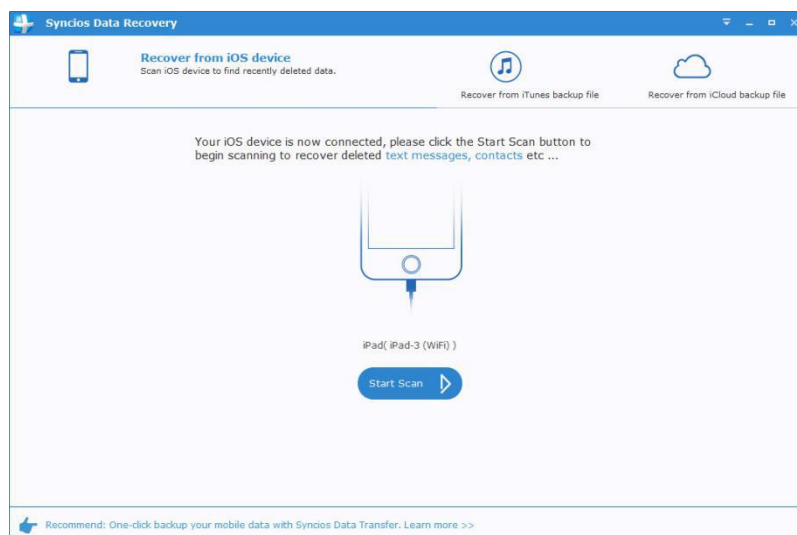 Syncios Data Recovery
Recover from iOS device
Scan iOS device to find recently deleted data.
Recover from iTunes backup file
Recover from iCloud backup file
Your iOS device is now connected, please click the Start Scan button to
begin scanning to recover deleted text messages, contacts etc ...
iPad( iPad-3 (WiFi) )
Start Scan
Recommend: One-click backup your mobile data with Syncios Data Transfer. Learn more >>